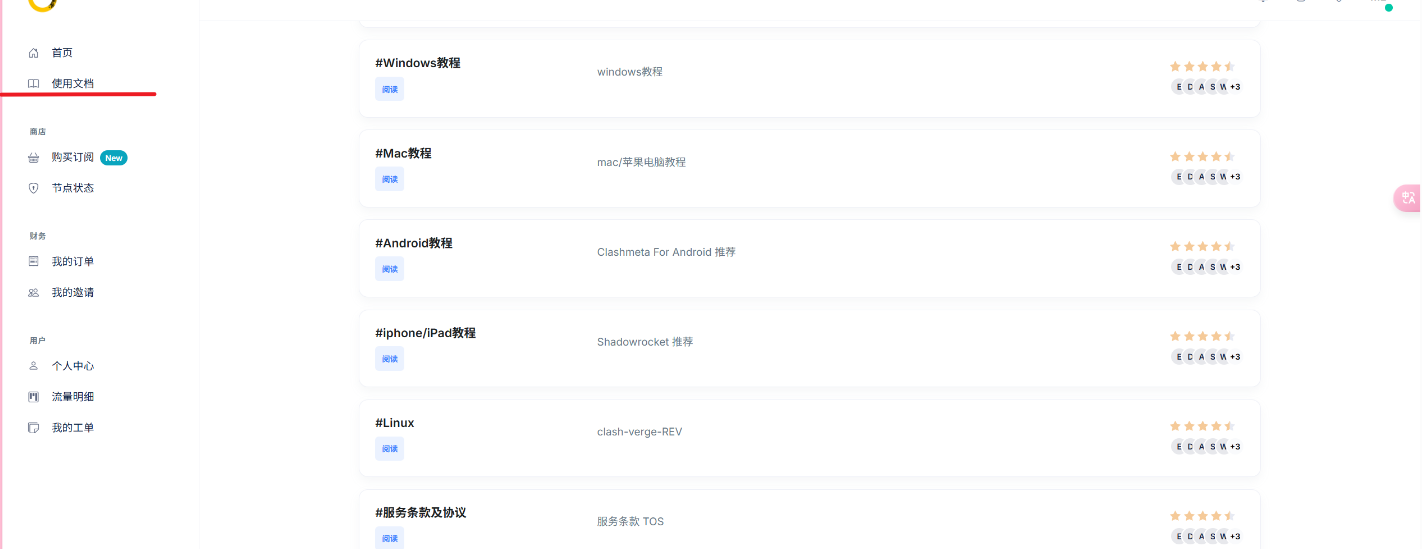 首页
使用文档
商店
购买订阅 New
节点状态
财务
我的订单
我的邀请
用户
个人中心
流量明细
我的工单
#Windows教程
阅读
windows教程
E D A S W +3
#Mac教程
阅读
mac/苹果电脑教程
E D A S W +3
#Android教程
阅读
Clashmeta For Android 推荐
E D A S W +3
#iphone/iPad教程
阅读
Shadowrocket 推荐
E D A S W +3
#Linux
阅读
clash-verge-REV
E D A S W +3
#服务条款及协议
阅读
服务条款 TOS
E D A S W +3